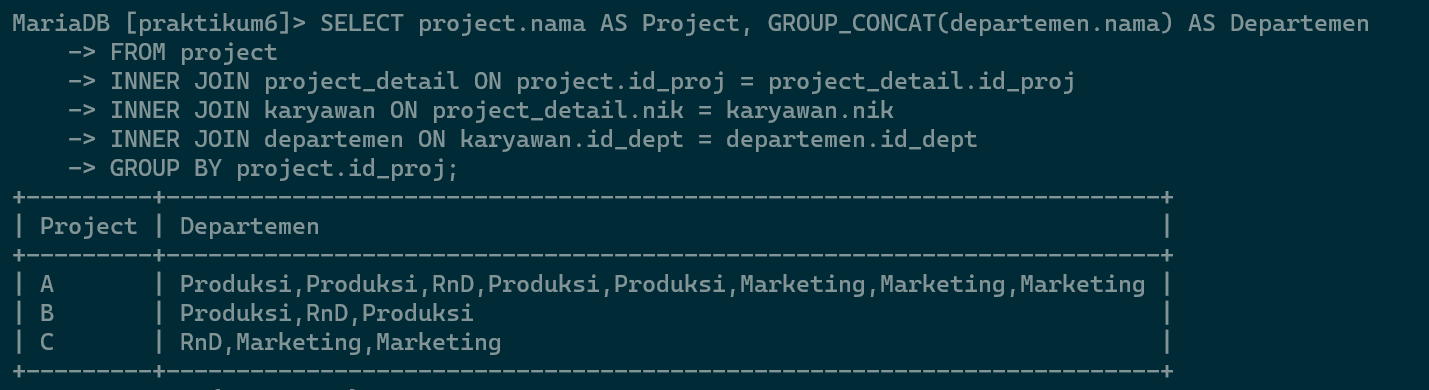 MariaDB [praktikum6]> SELECT project.nama AS Project, GROUP_CONCAT(departemen.nama) AS Departemen
    -> FROM project
    -> INNER JOIN project_detail ON project.id_proj = project_detail.id_proj
    -> INNER JOIN karyawan ON project_detail.nik = karyawan.nik
    -> INNER JOIN departemen ON karyawan.id_dept = departemen.id_dept
    -> GROUP BY project.id_proj;
+---------+-----------------------------------------------------------------------+
| Project | Departemen                                                            |
+---------+-----------------------------------------------------------------------+
| A       | Produksi,Produksi,RnD,Produksi,Produksi,Marketing,Marketing,Marketing |
| B       | Produksi,RnD,Produksi                                                 |
| C       | RnD,Marketing,Marketing                                               |
+---------+-----------------------------------------------------------------------+